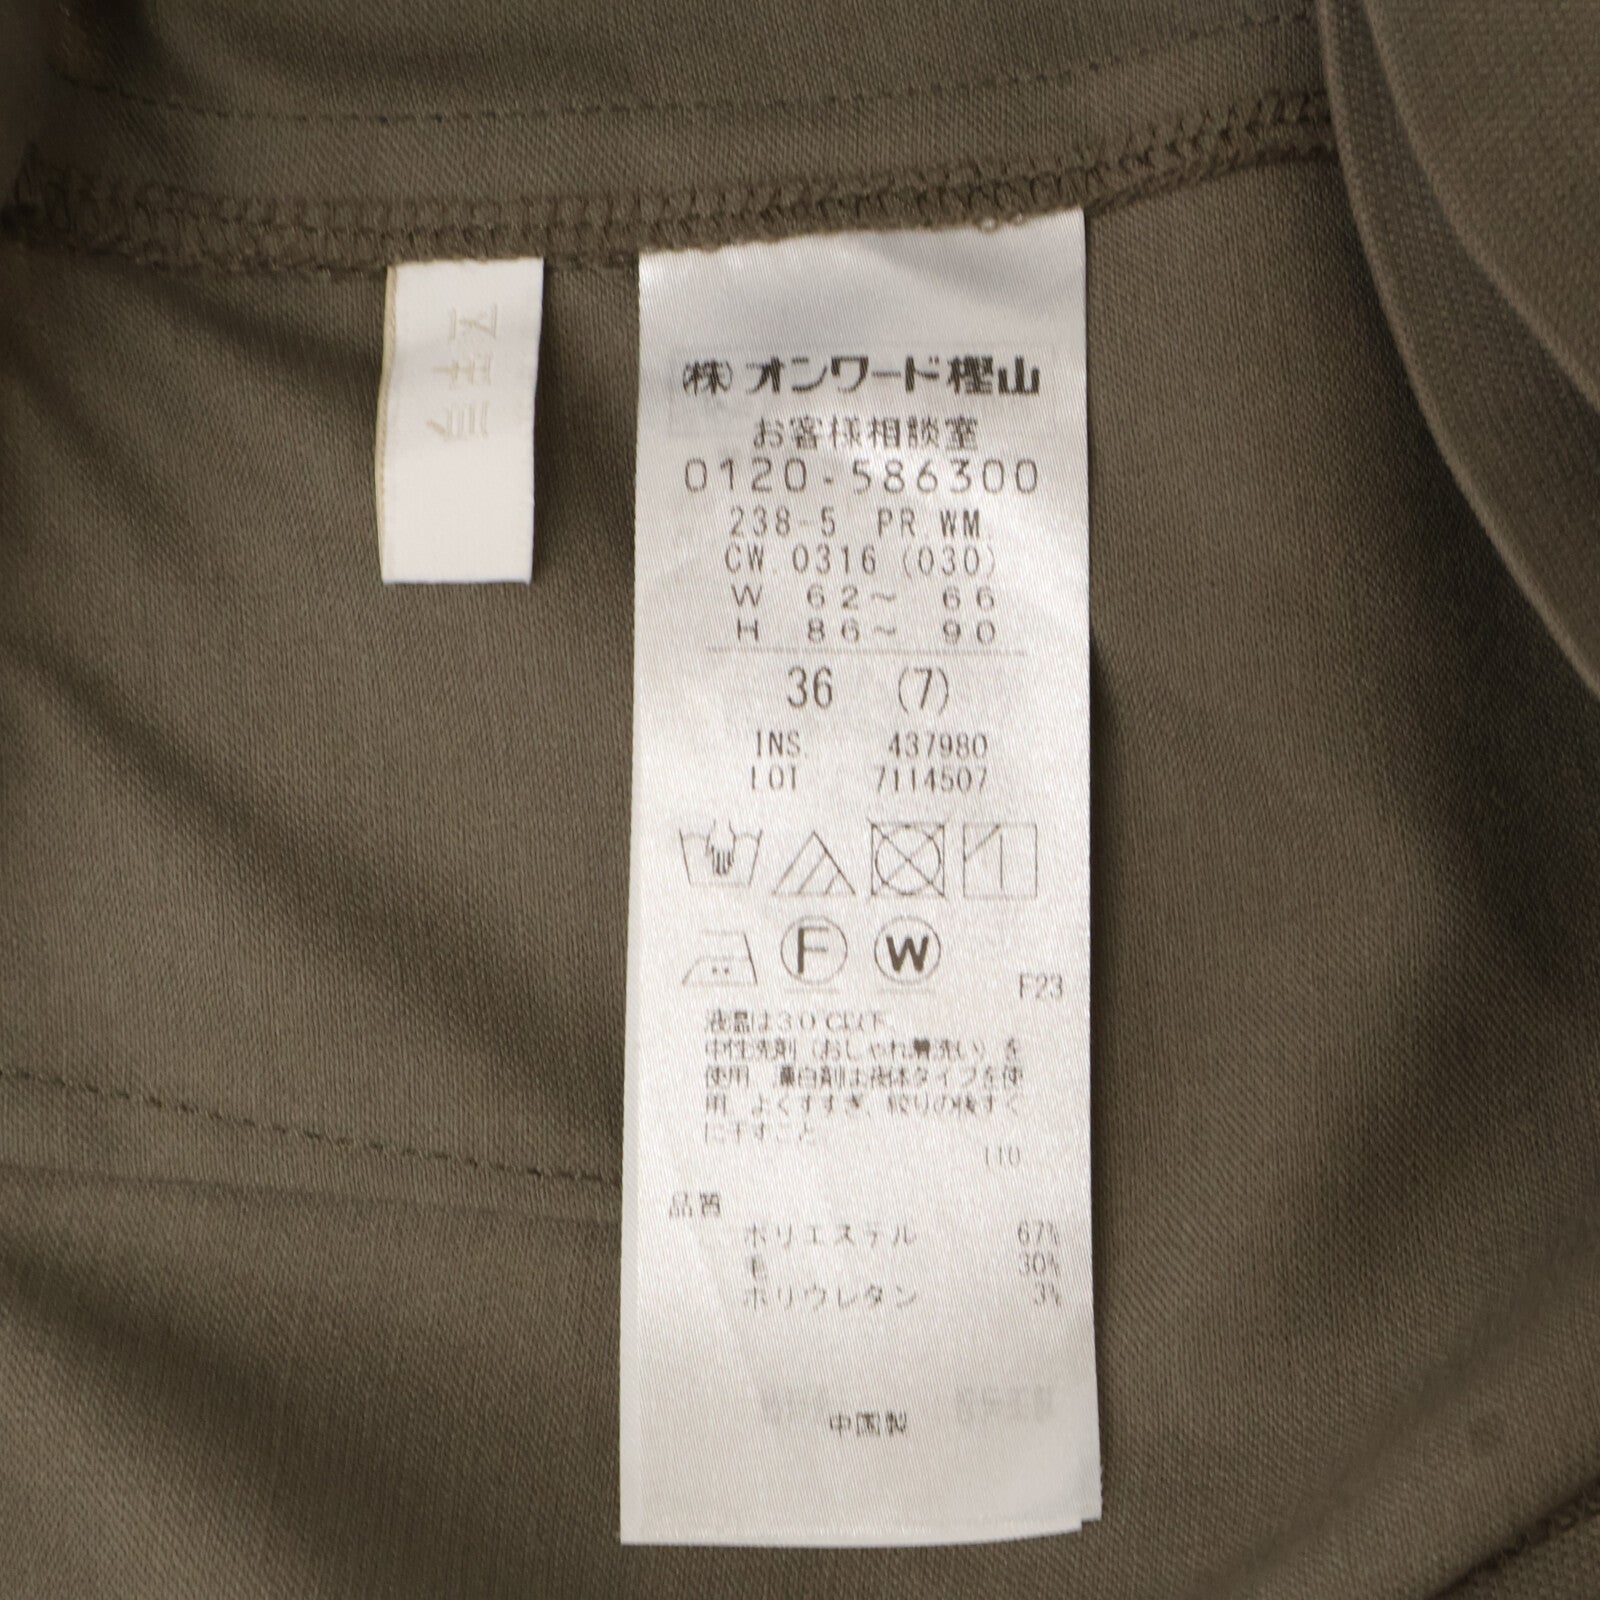 ㈱オンワード樫山
お客様相談室
0120-586300
238-5 PR.WM.
CW.0316(030)
W 62～ 66
H 86～ 90
36 (7)
INS. 437980
LOT 7114507
1
F W
F23
液温は30℃以下、
中性洗剤（おしゃれ着洗い）を
使用 漂白剤は液体タイプを使
用 よくすすぎ、絞りの後すぐ
に干すこと
110
品質
ポリエステル 67%
毛 30%
ポリウレタン 3%
中国製